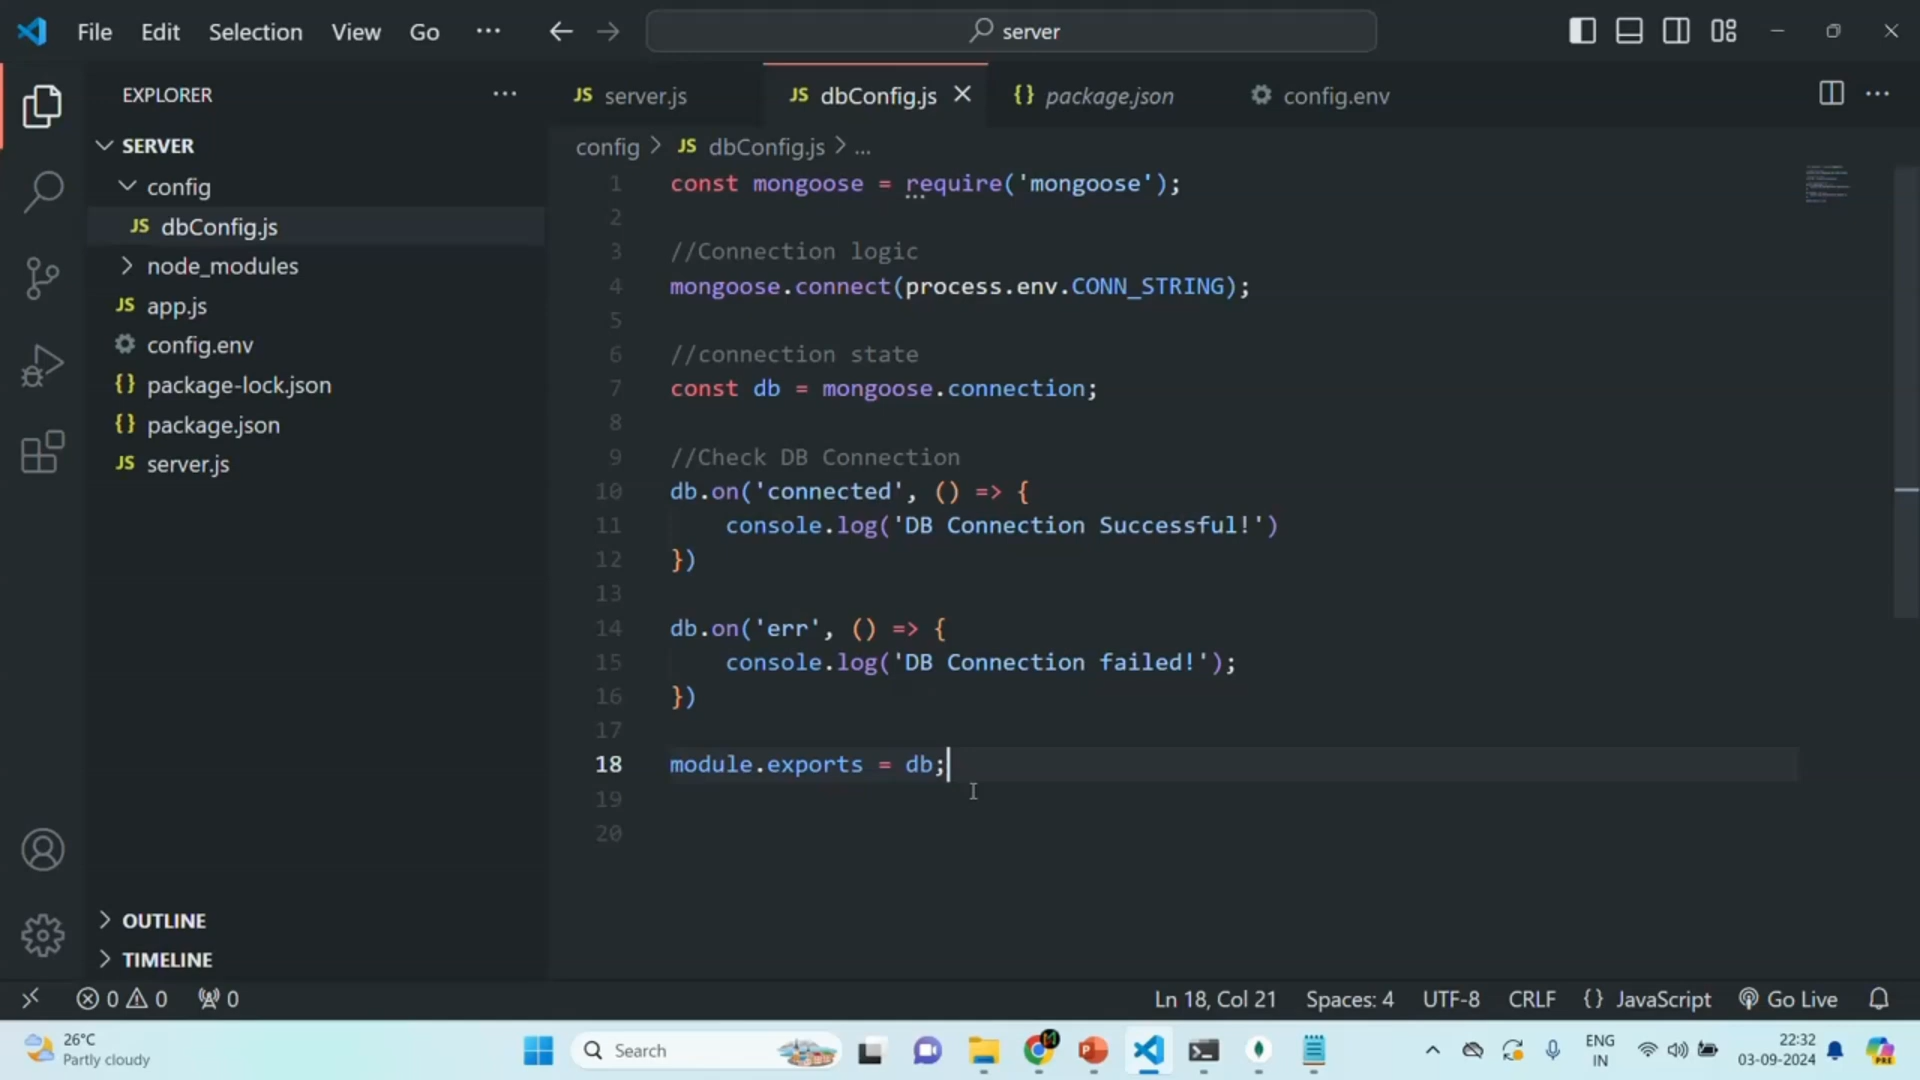 File Edit Selection View Go ... server
EXPLORER ...
SERVER
config
JS dbConfig.js
node_modules
JS app.js
config.env
{} package-lock.json
{} package.json
JS server.js
OUTLINE
TIMELINE
JS server.js JS dbConfig.js {} package.json config.env ...
config > JS dbConfig.js > ...
1 const mongoose = require('mongoose');
2
3 //Connection logic
4 mongoose.connect(process.env.CONN_STRING);
5
6 //connection state
7 const db = mongoose.connection;
8
9 //Check DB Connection
10 db.on('connected', () => {
11 console.log('DB Connection Successful!')
12 })
13
14 db.on('err', () => {
15 console.log('DB Connection failed!');
16 })
17
18 module.exports = db;
19
20
0 0 0 Ln 18, Col 21 Spaces: 4 UTF-8 CRLF {} JavaScript Go Live
26°C
Partly cloudy
Search
ENG
IN
22:32
03-09-2024
PRE